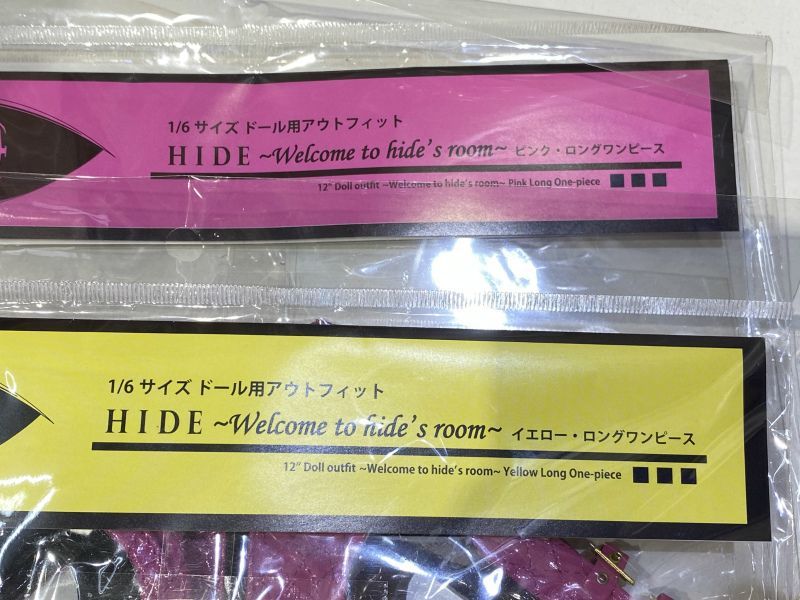 1/6 サイズ ドール用アウトフィット
HIDE ~Welcome to hide's room~ ピンク・ロングワンピース
12" Doll outfit ~Welcome to hide's room~ Pink Long One-piece
1/6 サイズ ドール用アウトフィット
HIDE ~Welcome to hide's room~ イエロー・ロングワンピース
12" Doll outfit ~Welcome to hide's room~ Yellow Long One-piece